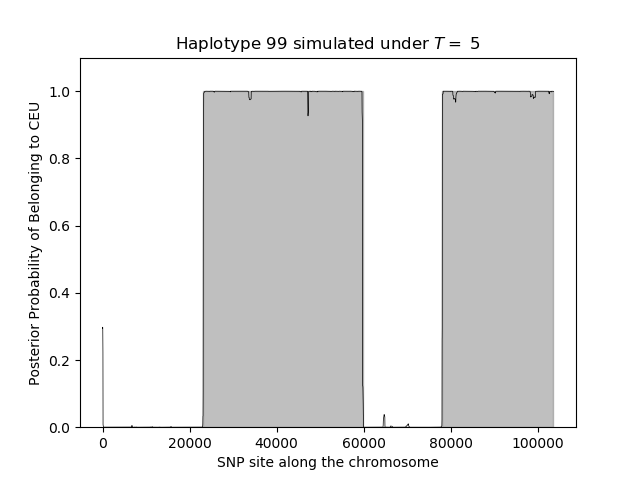 Haplotype 99 simulated under T = 5
Posterior Probability of Belonging to CEU
1.0
0.8
0.6
0.4
0.2
0.0
0 20000 40000 60000 80000 100000
SNP site along the chromosome